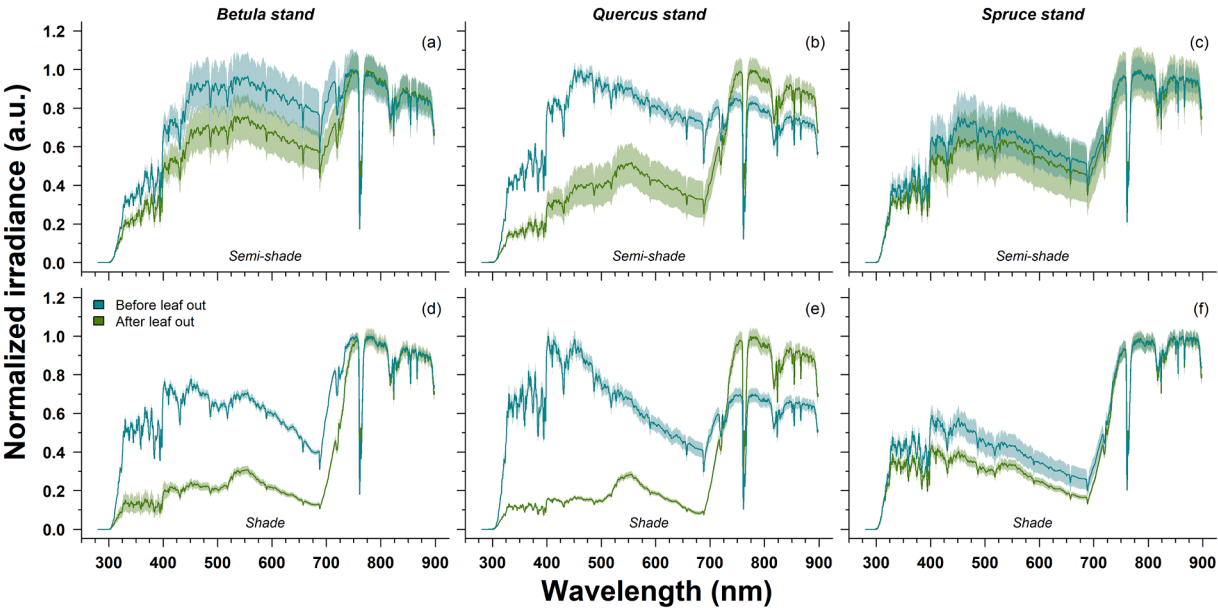 Betula stand
Quercus stand
Spruce stand
Normalized irradiance (a.u.)
1.2
1.0
0.8
0.6
0.4
0.2
0.0
(a)
Semi-shade
(b)
Semi-shade
(c)
Semi-shade
1.2
1.0
0.8
0.6
0.4
0.2
0.0
Before leaf out
After leaf out
(d)
Shade
(e)
Shade
(f)
Shade
300 400 500 600 700 800 900
300 400 500 600 700 800 900
300 400 500 600 700 800 900
Wavelength (nm)